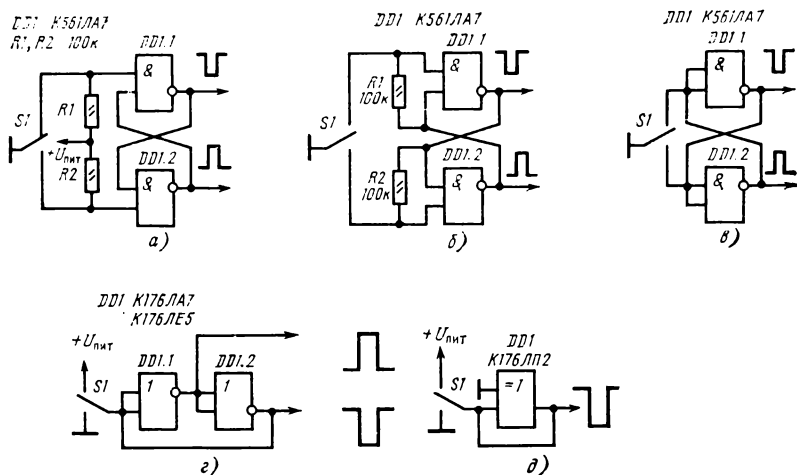 DD1 К561ЛА7
R1, R2 100к
DD1.1
&
S1
R1
+Uпит
R2
DD1.2
&
а)
DD1 К561ЛА7
DD1.1
&
R1
100к
S1
R2
100к
DD1.2
&
б)
DD1 К561ЛА7
DD1.1
&
S1
DD1.2
&
в)
DD1 К176ЛА7
К176ЛЕ5
+Uпит
S1
DD1.1
1
DD1.2
1
г)
+Uпит
S1
DD1
К176ЛП2
=1
д)